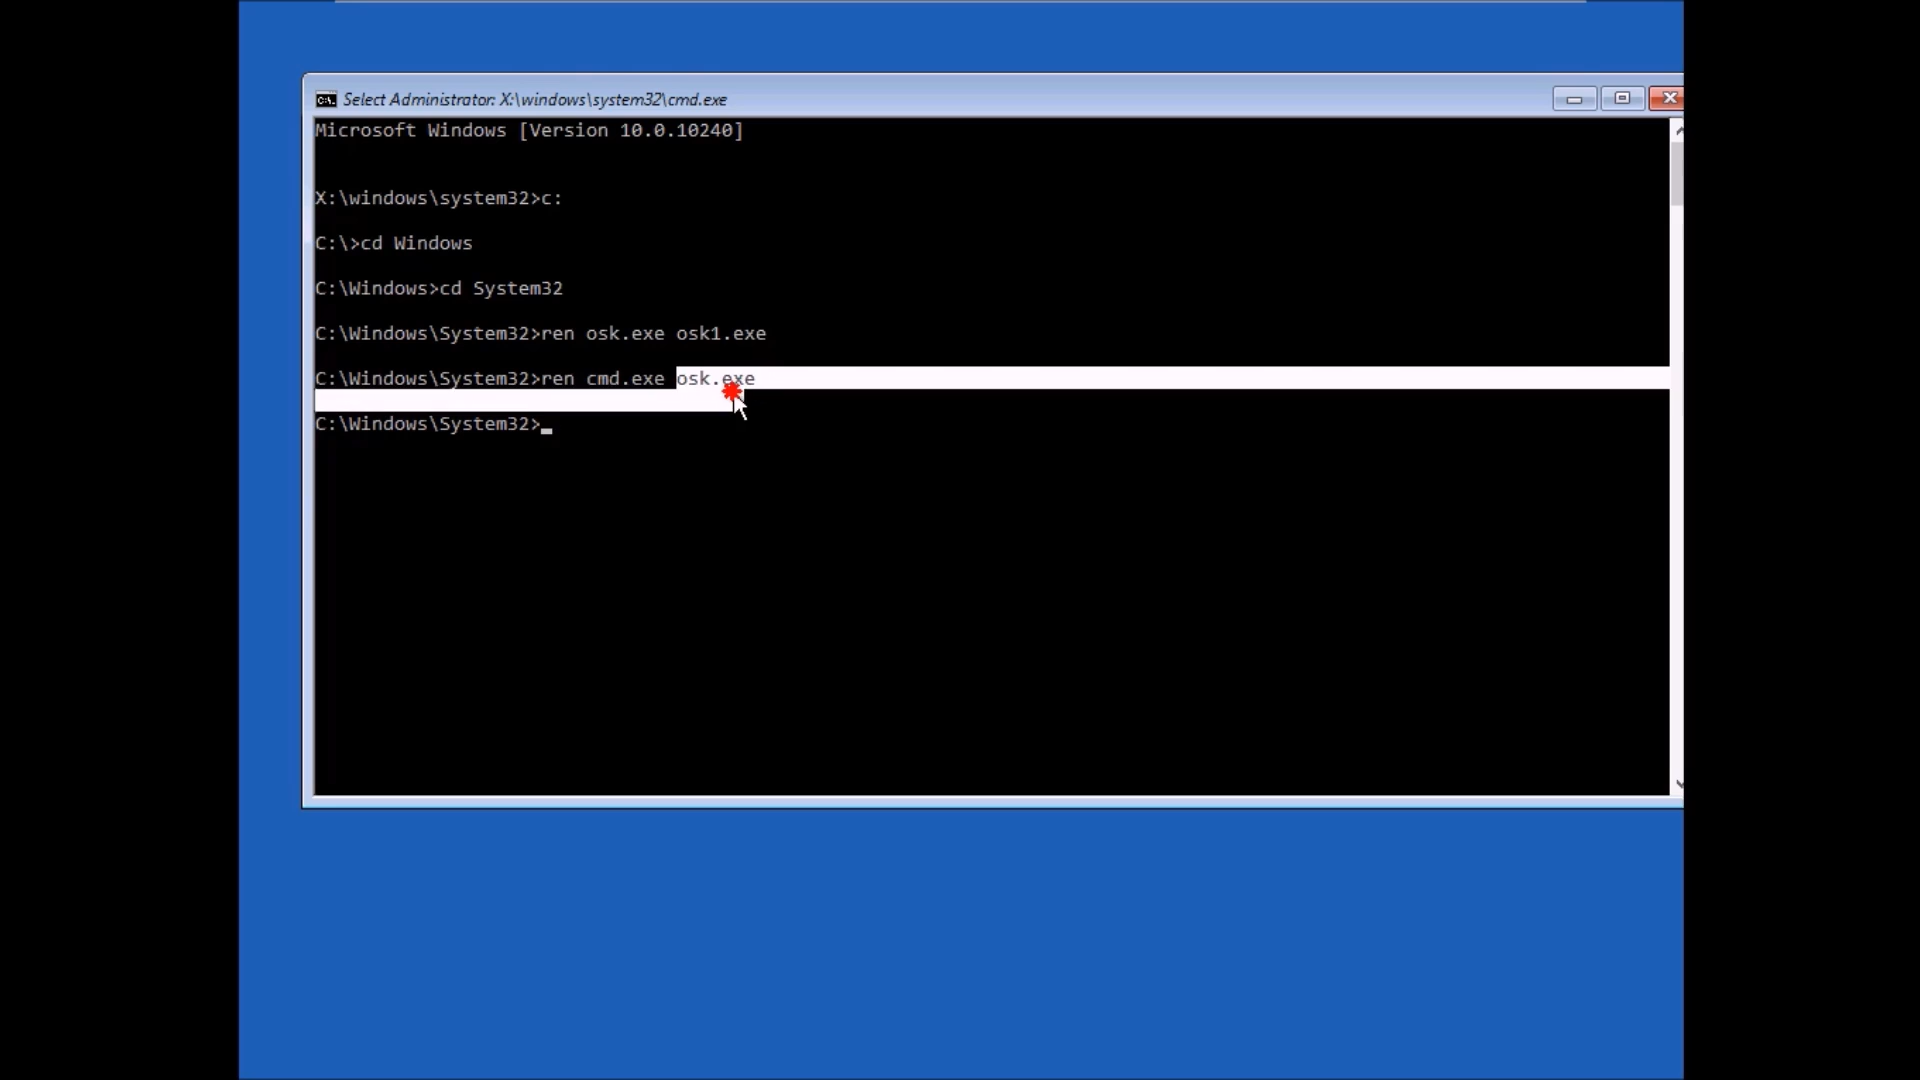 Select Administrator: X:\windows\system32\cmd.exe
Microsoft Windows [Version 10.0.10240]
X:\windows\system32>c:
C:\>cd Windows
C:\Windows>cd System32
C:\Windows\System32>ren osk.exe osk1.exe
C:\Windows\System32>ren cmd.exe osk.exe
C:\Windows\System32>